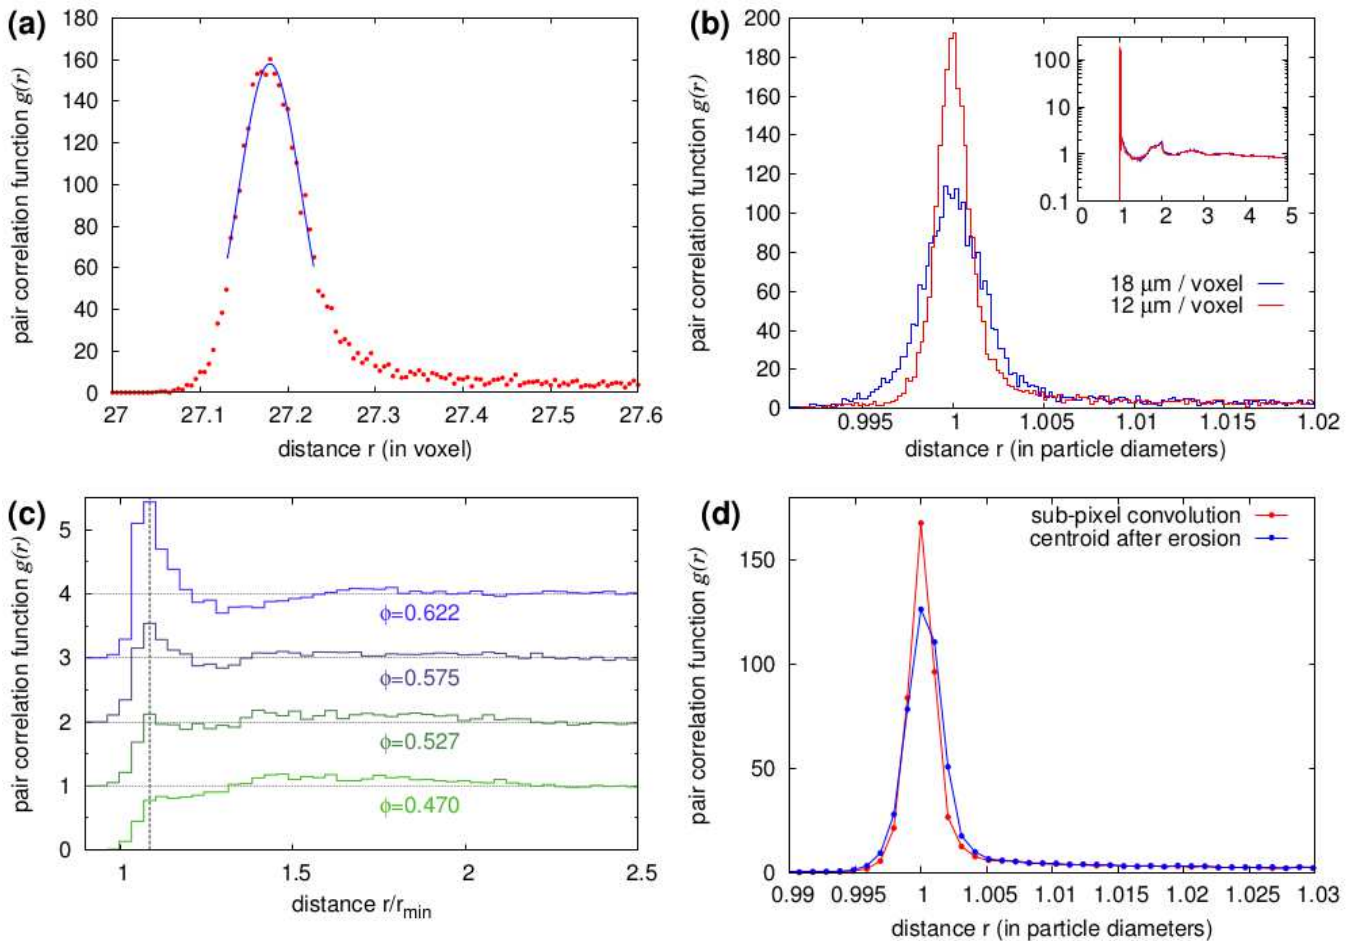 (a)
pair correlation function g(r)
180
160
140
120
100
80
60
40
20
0
27 27.1 27.2 27.3 27.4 27.5 27.6
distance r (in voxel)
(b)
pair correlation function g(r)
200
180
160
140
120
100
80
60
40
20
0
0.995 1 1.005 1.01 1.015 1.02
distance r (in particle diameters)
100
10
1
0.1
0 1 2 3 4 5
18 μm / voxel
12 μm / voxel
(c)
pair correlation function g(r)
5
4
3
2
1
0
ϕ=0.622
ϕ=0.575
ϕ=0.527
ϕ=0.470
1 1.5 2 2.5
distance r/rmin
(d)
pair correlation function g(r)
150
100
50
0
sub-pixel convolution
centroid after erosion
0.99 0.995 1 1.005 1.01 1.015 1.02 1.025 1.03
distance r (in particle diameters)